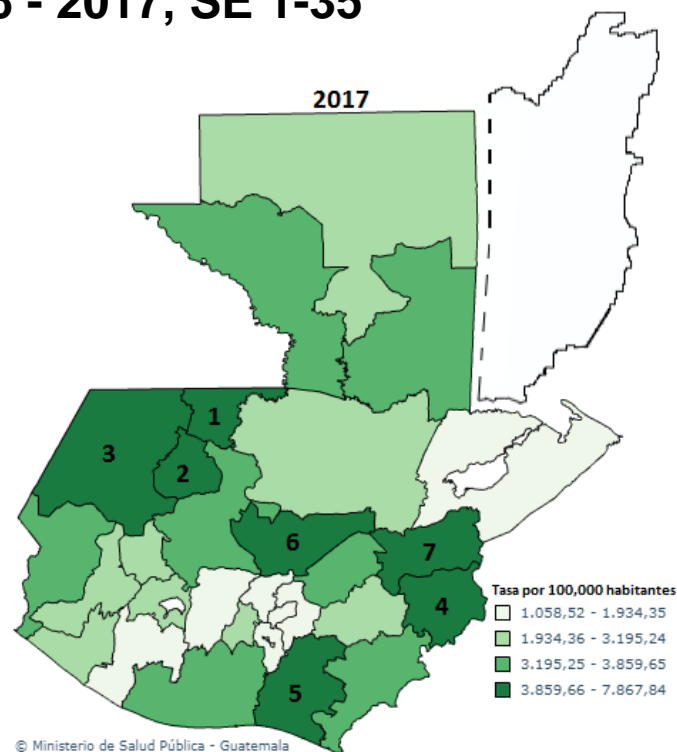 - 2017, SE 1-35
2017
1
3
2
6
7
4
5
Tasa por 100,000 habitantes
1.058,52 - 1.934,35
1.934,36 - 3.195,24
3.195,25 - 3.859,65
3.859,66 - 7.867,84
© Ministerio de Salud Pública - Guatemala